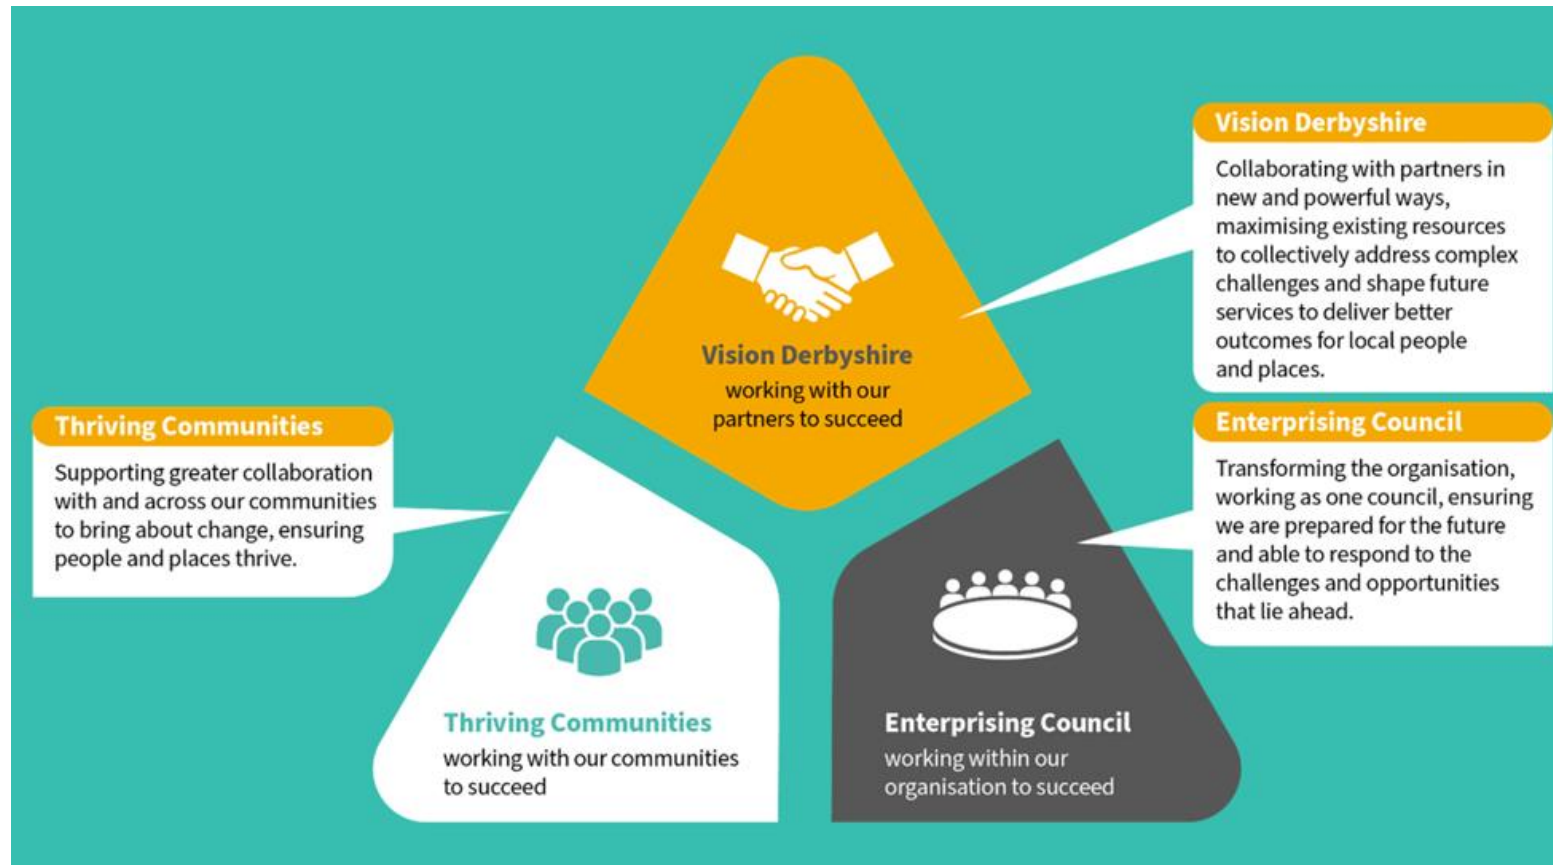 Vision Derbyshire
Collaborating with partners in
new and powerful ways,
maximising existing resources
to collectively address complex
challenges and shape future
services to deliver better
outcomes for local people
and places.
Vision Derbyshire
working with our
partners to succeed
Thriving Communities
Supporting greater collaboration
with and across our communities
to bring about change, ensuring
people and places thrive.
Enterprising Council
Transforming the organisation,
working as one council, ensuring
we are prepared for the future
and able to respond to the
challenges and opportunities
that lie ahead.
Thriving Communities
working with our communities
to succeed
Enterprising Council
working within our
organisation to succeed